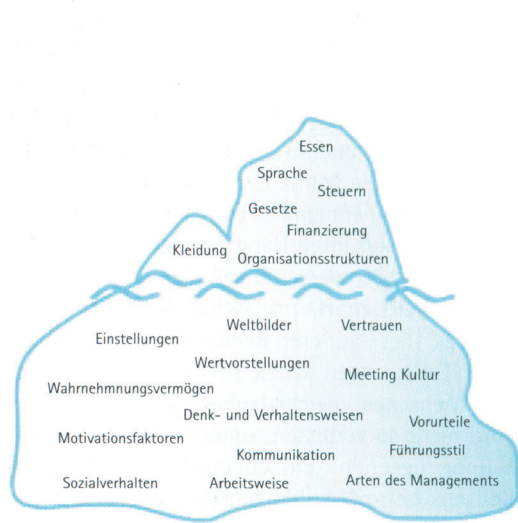 Essen
Sprache
Steuern
Gesetze
Finanzierung
Kleidung
Organisationsstrukturen
Weltbilder
Vertrauen
Einstellungen
Wertvorstellungen
Meeting Kultur
Wahrnehmnungsvermögen
Denk- und Verhaltensweisen
Vorurteile
Motivationsfaktoren
Führungsstil
Kommunikation
Sozialverhalten
Arbeitsweise
Arten des Managements